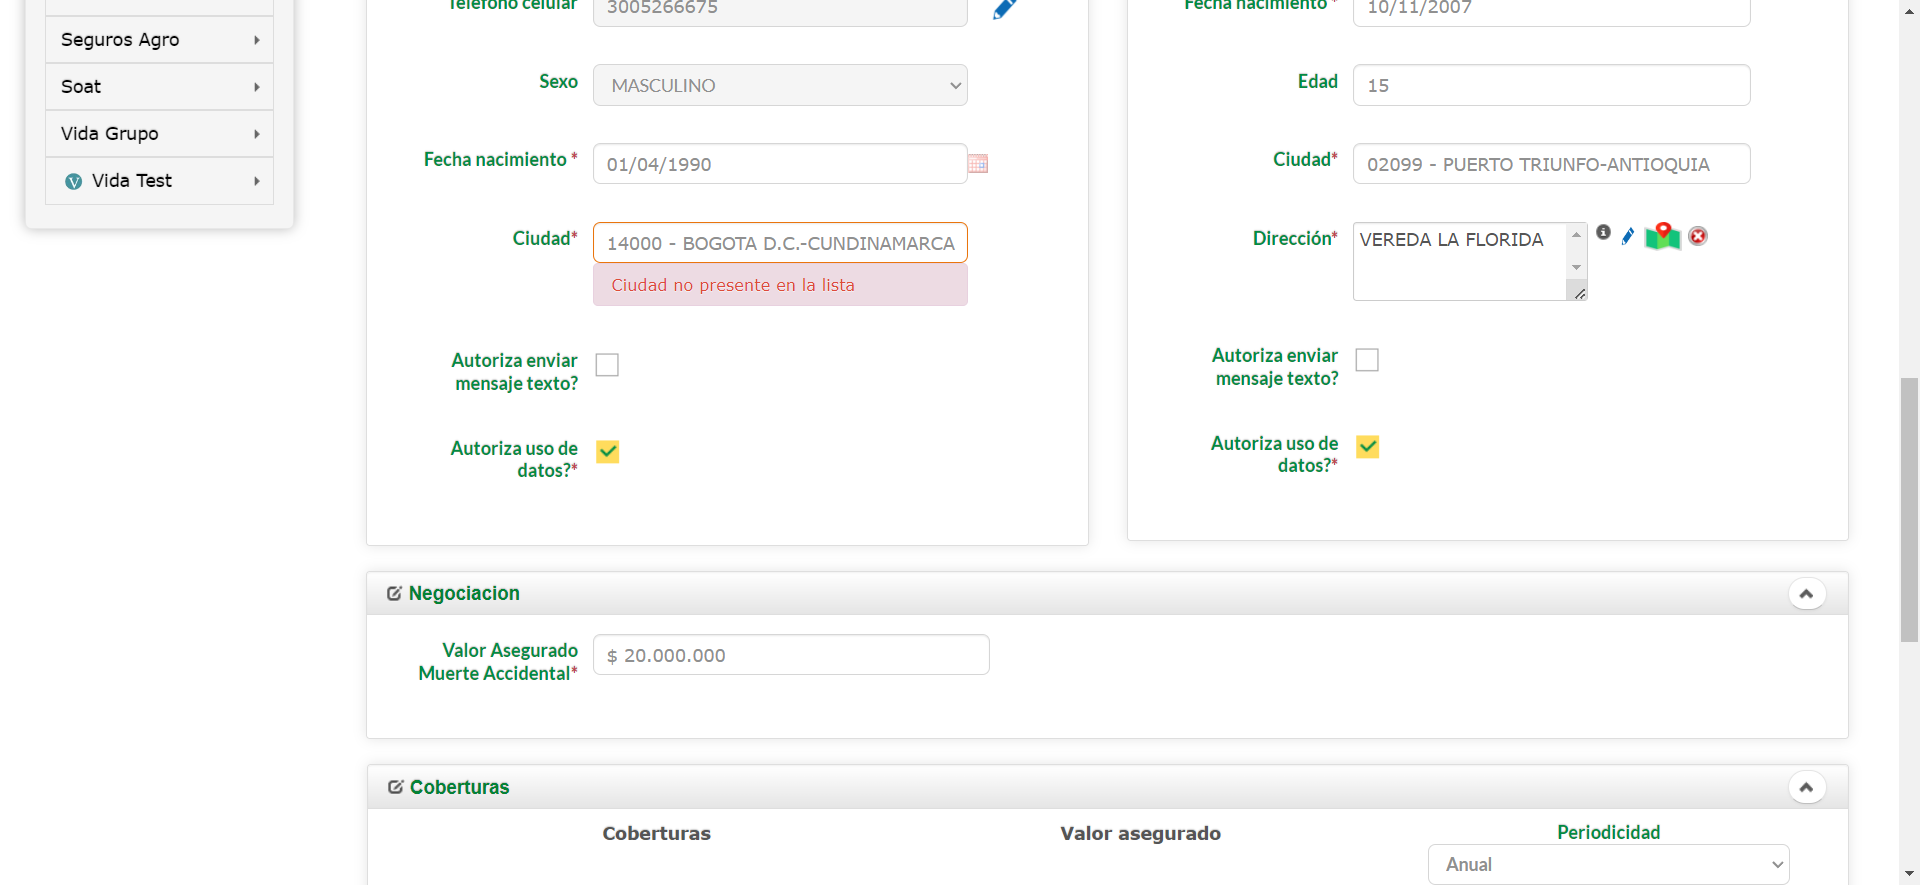 Seguros Agro
Soat
Vida Grupo
V Vida Test
Teléfono celular
3005266675
Sexo
MASCULINO
Fecha nacimiento *
01/04/1990
Ciudad*
14000 - BOGOTA D.C.-CUNDINAMARCA
Ciudad no presente en la lista
Autoriza enviar
mensaje texto?
Autoriza uso de
datos?*
Fecha nacimiento *
10/11/2007
Edad
15
Ciudad*
02099 - PUERTO TRIUNFO-ANTIOQUIA
Dirección*
VEREDA LA FLORIDA
Autoriza enviar
mensaje texto?
Autoriza uso de
datos?*
Negociacion
Valor Asegurado
Muerte Accidental*
$ 20.000.000
Coberturas
Coberturas
Valor asegurado
Periodicidad
Anual